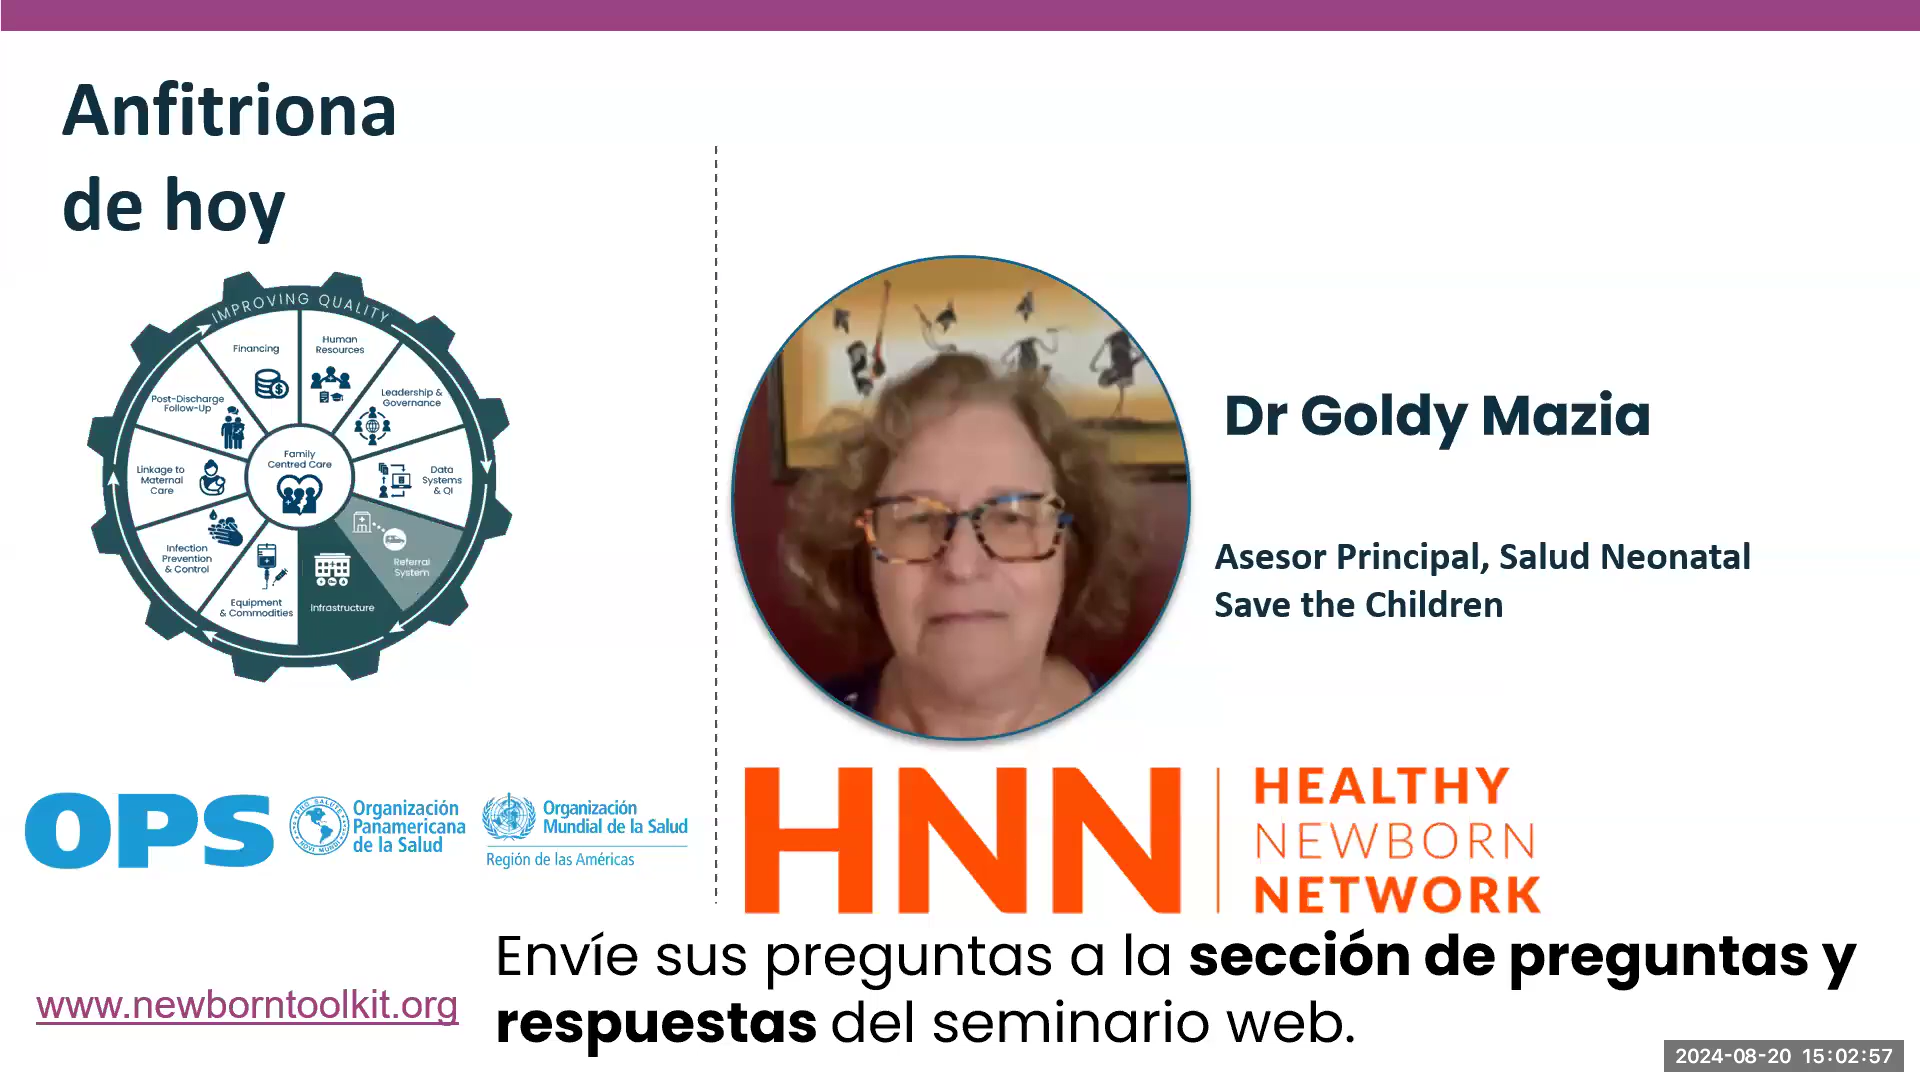 Anfitriona
de hoy
IMPROVING QUALITY
Financing
Human
Resources
Leadership &
Governance
Data
Systems
& QI
Referral
System
Infrastructure
Equipment
& Commodities
Infection
Prevention
& Control
Linkage to
Maternal
Care
Post-Discharge
Follow-Up
Family
Centred Care
Dr Goldy Mazia
Asesor Principal, Salud Neonatal
Save the Children
OPS
Organización
Panamericana
de la Salud
Organización
Mundial de la Salud
Región de las Américas
HNN
HEALTHY
NEWBORN
NETWORK
www.newborntoolkit.org
Envíe sus preguntas a la sección de preguntas y
respuestas del seminario web.
2024-08-20 15:02:57